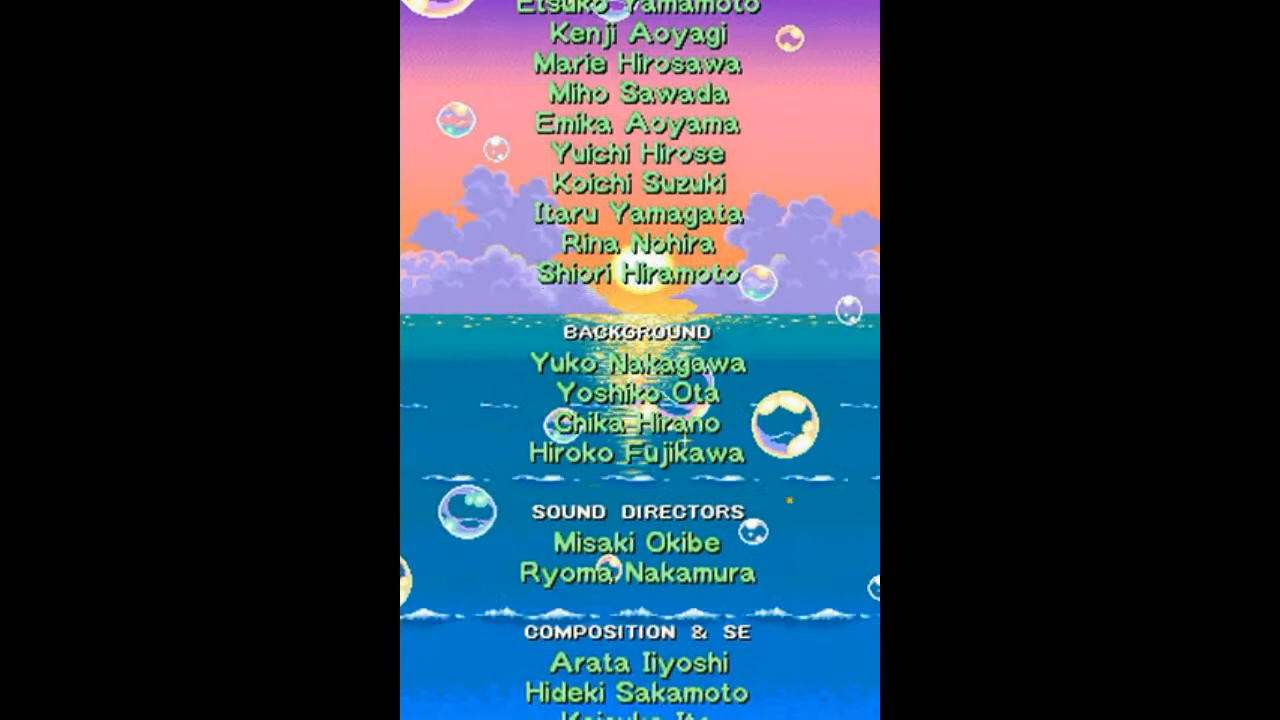 Etsuko Yamamoto
Kenji Aoyagi
Marie Hirosawa
Miho Sawada
Emika Aoyama
Yuichi Hirose
Koichi Suzuki
Itaru Yamagata
Rina Nohira
Shiori Hiramoto
BACKGROUND
Yuko Nakagawa
Yoshiko Ota
Chika Hirano
Hiroko Fujikawa
SOUND DIRECTORS
Misaki Okibe
Ryoma Nakamura
COMPOSITION & SE
Arata Iiyoshi
Hideki Sakamoto